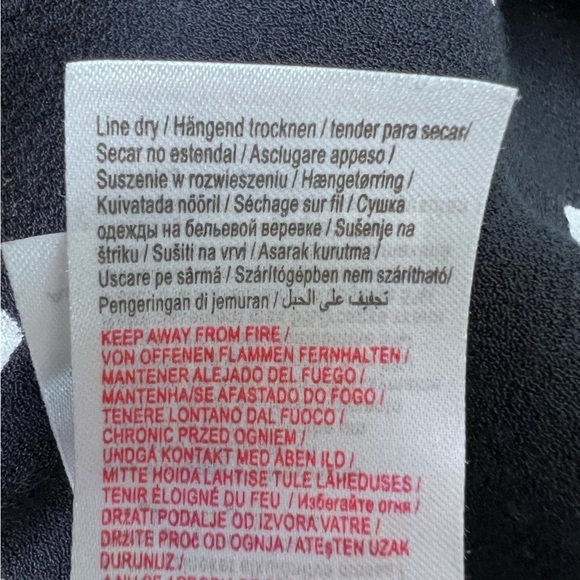 Line dry / Hängend trocknen / tender para secar/
Secar no estendal / Asclugare appeso /
Suszenie w rozwieszeniu / Hængetørring /
Kuivatada nööril / Séchage sur fil / Сушка
одежды на бельевой веревке / Sušenje na
štriku / Sušiti na vrvi / Asarak kurutma /
Uscare pe sârmă / Szárítógépben nem szárítható/
Pengeringan di jemuran / تجفيف على الحبل
KEEP AWAY FROM FIRE /
VON OFFENEN FLAMMEN FERNHALTEN /
MANTENER ALEJADO DEL FUEGO /
MANTENHA/SE AFASTADO DO FOGO /
TENERE LONTANO DAL FUOCO /
CHRONIC PRZED OGNIEM /
UNDGÅ KONTAKT MED ÅBEN ILD /
MITTE HOIDA LAHTISE TULE LÄHEDUSES /
TENIR ÉLOIGNÉ DU FEU / Избегайте огня /
DRŽATI PODALJE OD IZVORA VATRE /
DRŽITE PROČ OD OGNJA / ATEşTEN UZAK
DURUNUZ /